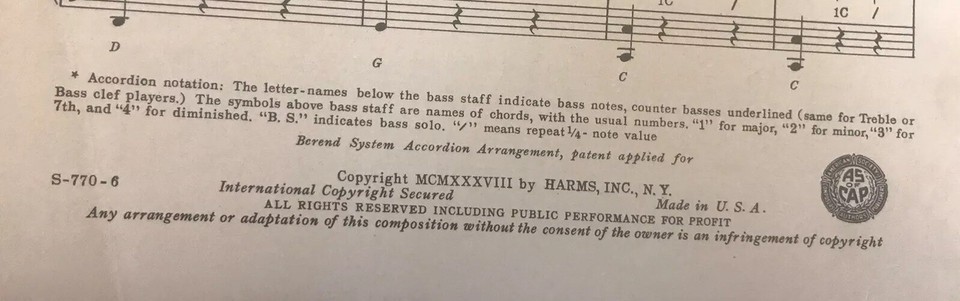 1C /
1C /
D
G
C
C
* Accordion notation: The letter-names below the bass staff indicate bass notes, counter basses underlined (same for Treble or
Bass clef players.) The symbols above bass staff are names of chords, with the usual numbers. "1" for major, "2" for minor, "3" for
7th, and "4" for diminished. "B. S." indicates bass solo. "/" means repeat 1/4- note value
Berend System Accordion Arrangement, patent applied for
S-770-6
Copyright MCMXXXVIII by HARMS, INC., N. Y.
International Copyright Secured
Made in U. S. A.
ALL RIGHTS RESERVED INCLUDING PUBLIC PERFORMANCE FOR PROFIT
Any arrangement or adaptation of this composition without the consent of the owner is an infringement of copyright
AS
OF
CAP